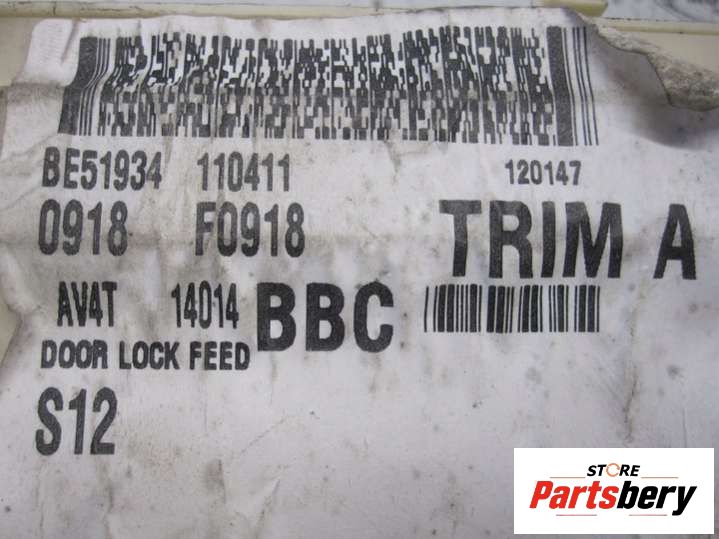 BE51934 110411 120147
0918 F0918 TRIM A
AV4T 14014 BBC
DOOR LOCK FEED
S12
STORE
Partsbery